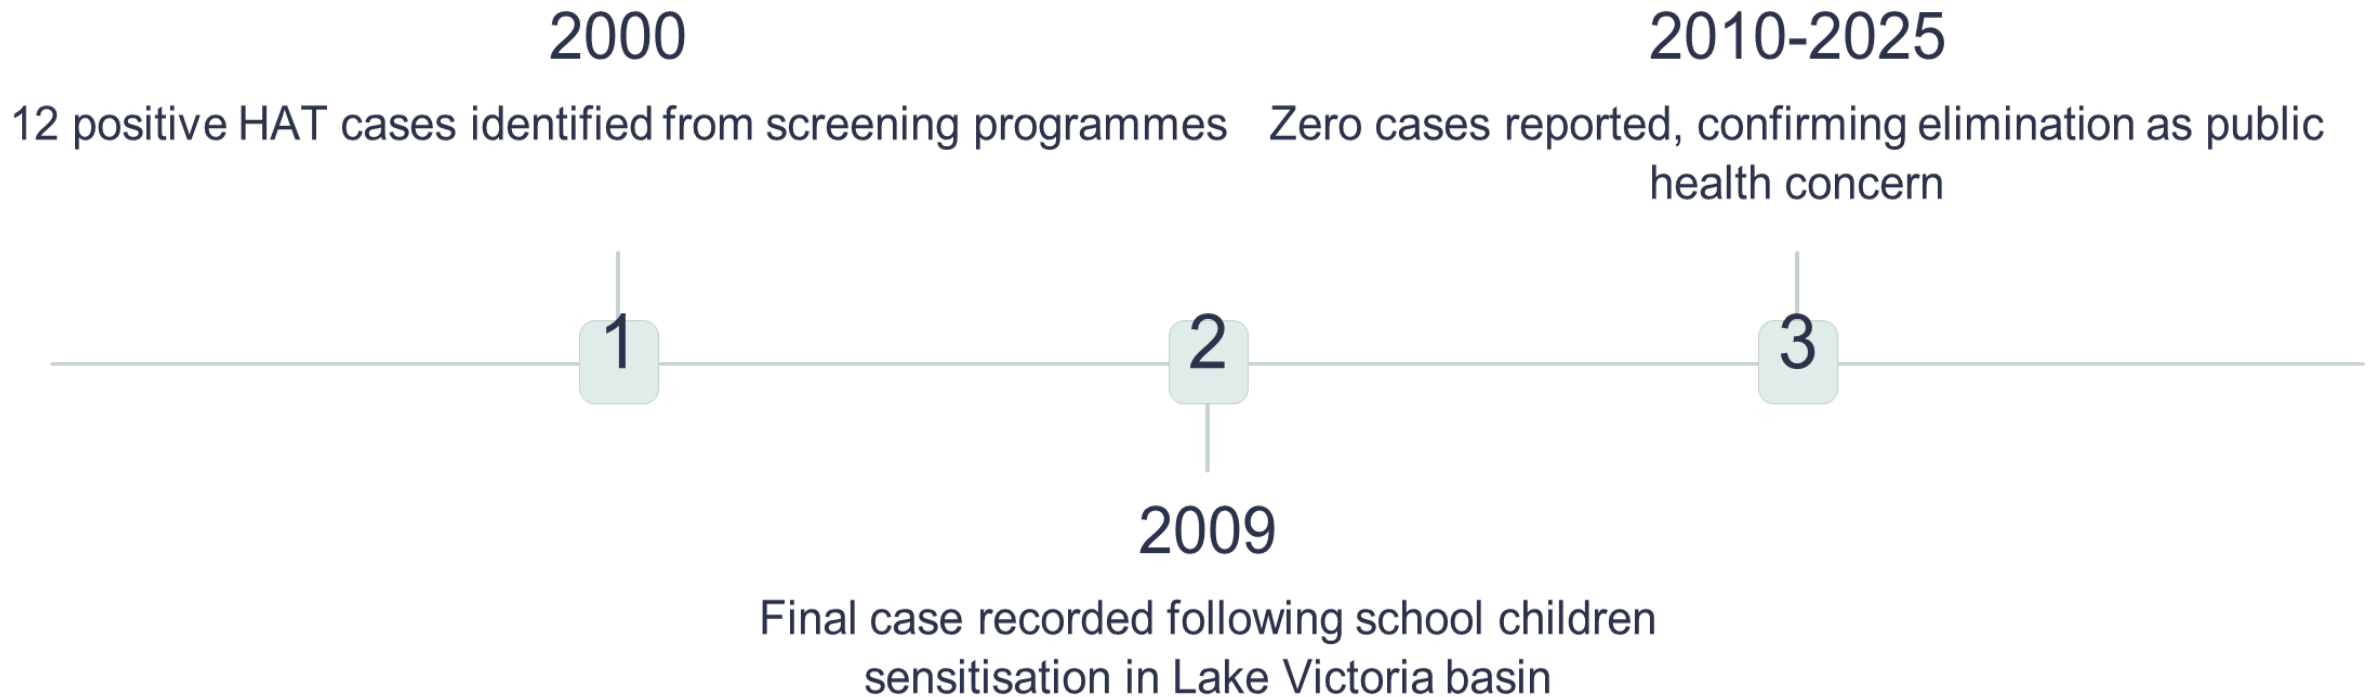 2000
12 positive HAT cases identified from screening programmes
2010-2025
Zero cases reported, confirming elimination as public
health concern
1
2
3
2009
Final case recorded following school children
sensitisation in Lake Victoria basin